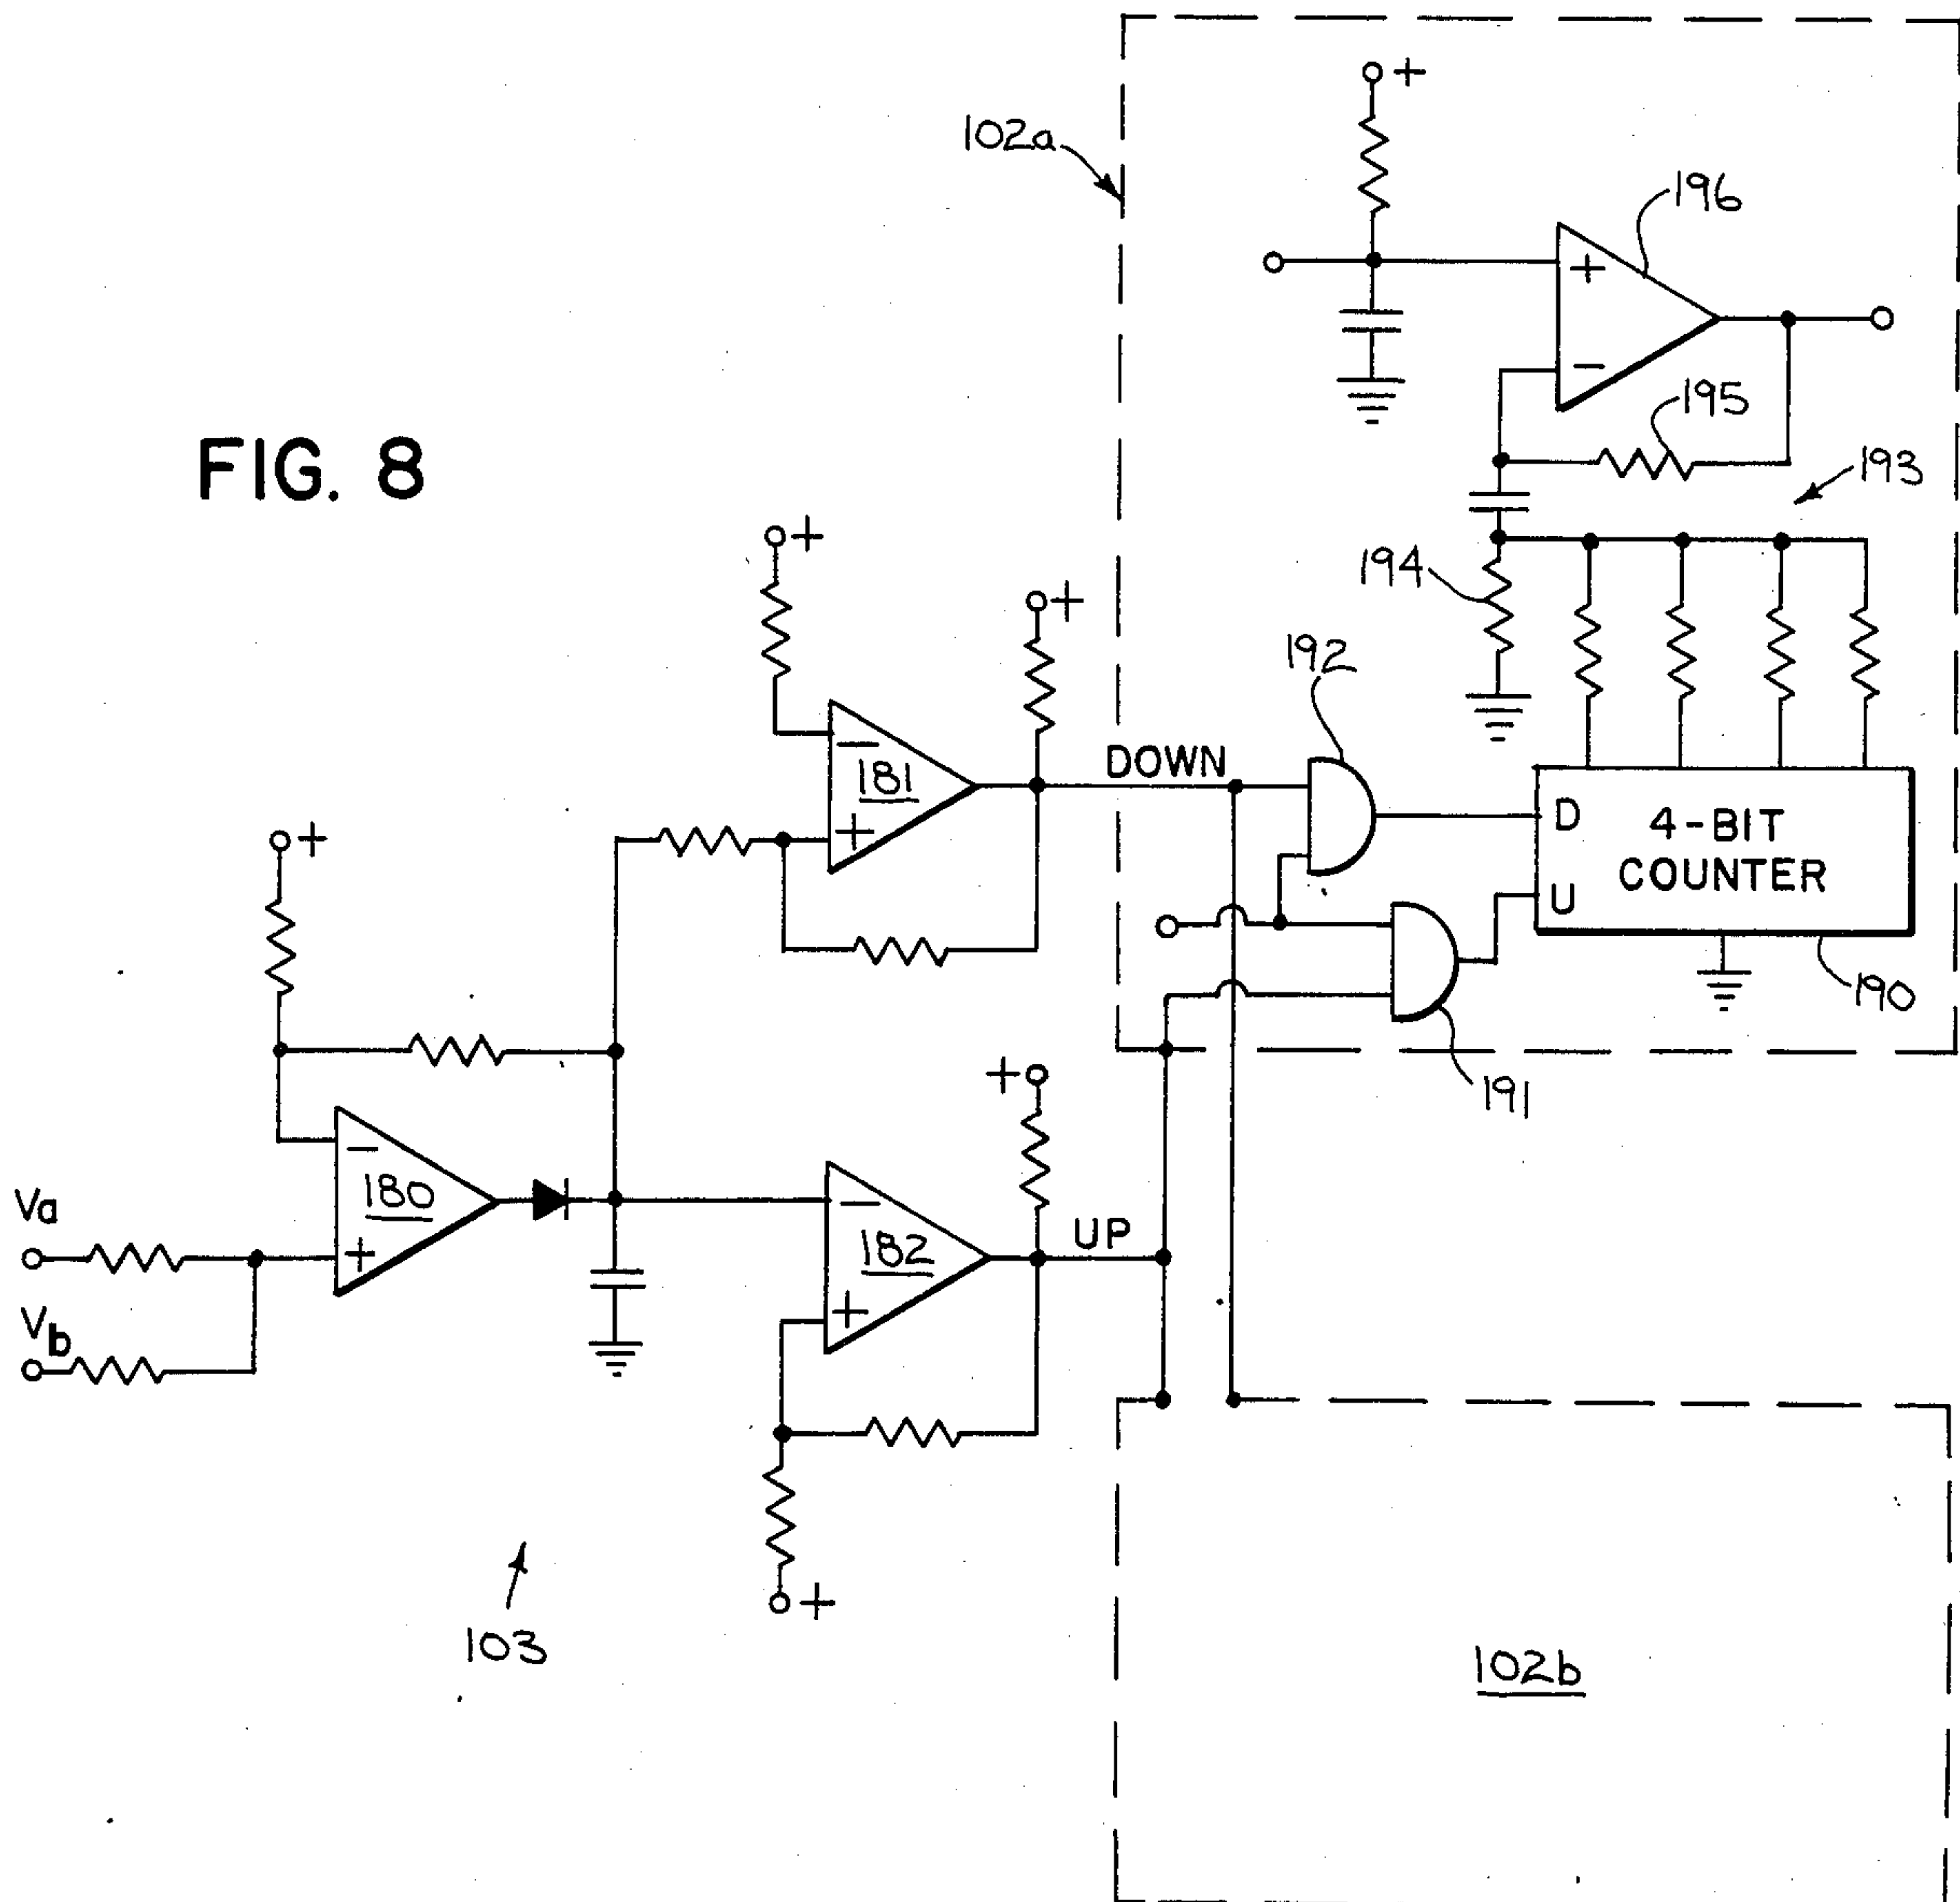 FIG. 8
102a
+
196
+
−
195
193
194
+
+
192
−
181
+
DOWN
D
4-BIT
COUNTER
U
190
191
+
+
−
180
+
Va
Vb
−
182
+
UP
+
103
102b